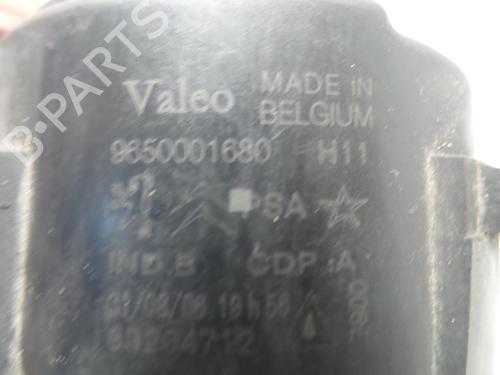 Valeo MADE IN
BELGIUM
9650001680 H11
PSA
IND.B CDP :A
B-PARTS